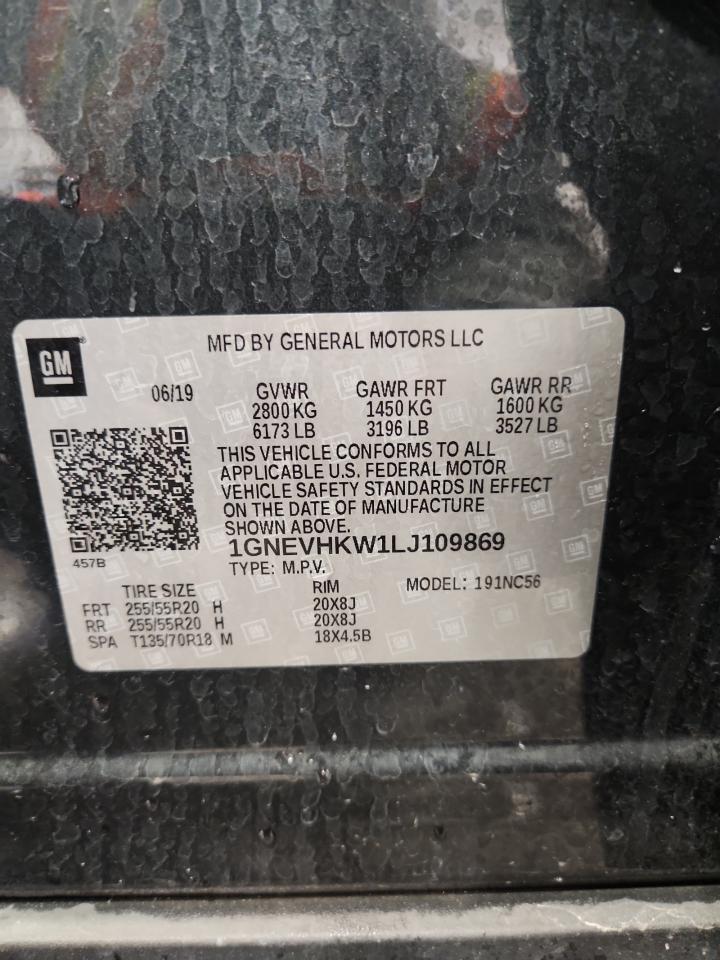 MFD BY GENERAL MOTORS LLC
GM
06/19 GVWR GAWR FRT GAWR RR
2800 KG 1450 KG 1600 KG
6173 LB 3196 LB 3527 LB
THIS VEHICLE CONFORMS TO ALL
APPLICABLE U.S. FEDERAL MOTOR
VEHICLE SAFETY STANDARDS IN EFFECT
ON THE DATE OF MANUFACTURE
SHOWN ABOVE.
1GNEVHKW1LJ109869
457B
TYPE: M.P.V.
TIRE SIZE RIM MODEL: 191NC56
FRT 255/55R20 H 20X8J
RR 255/55R20 H 20X8J
SPA T135/70R18 M 18X4.5B